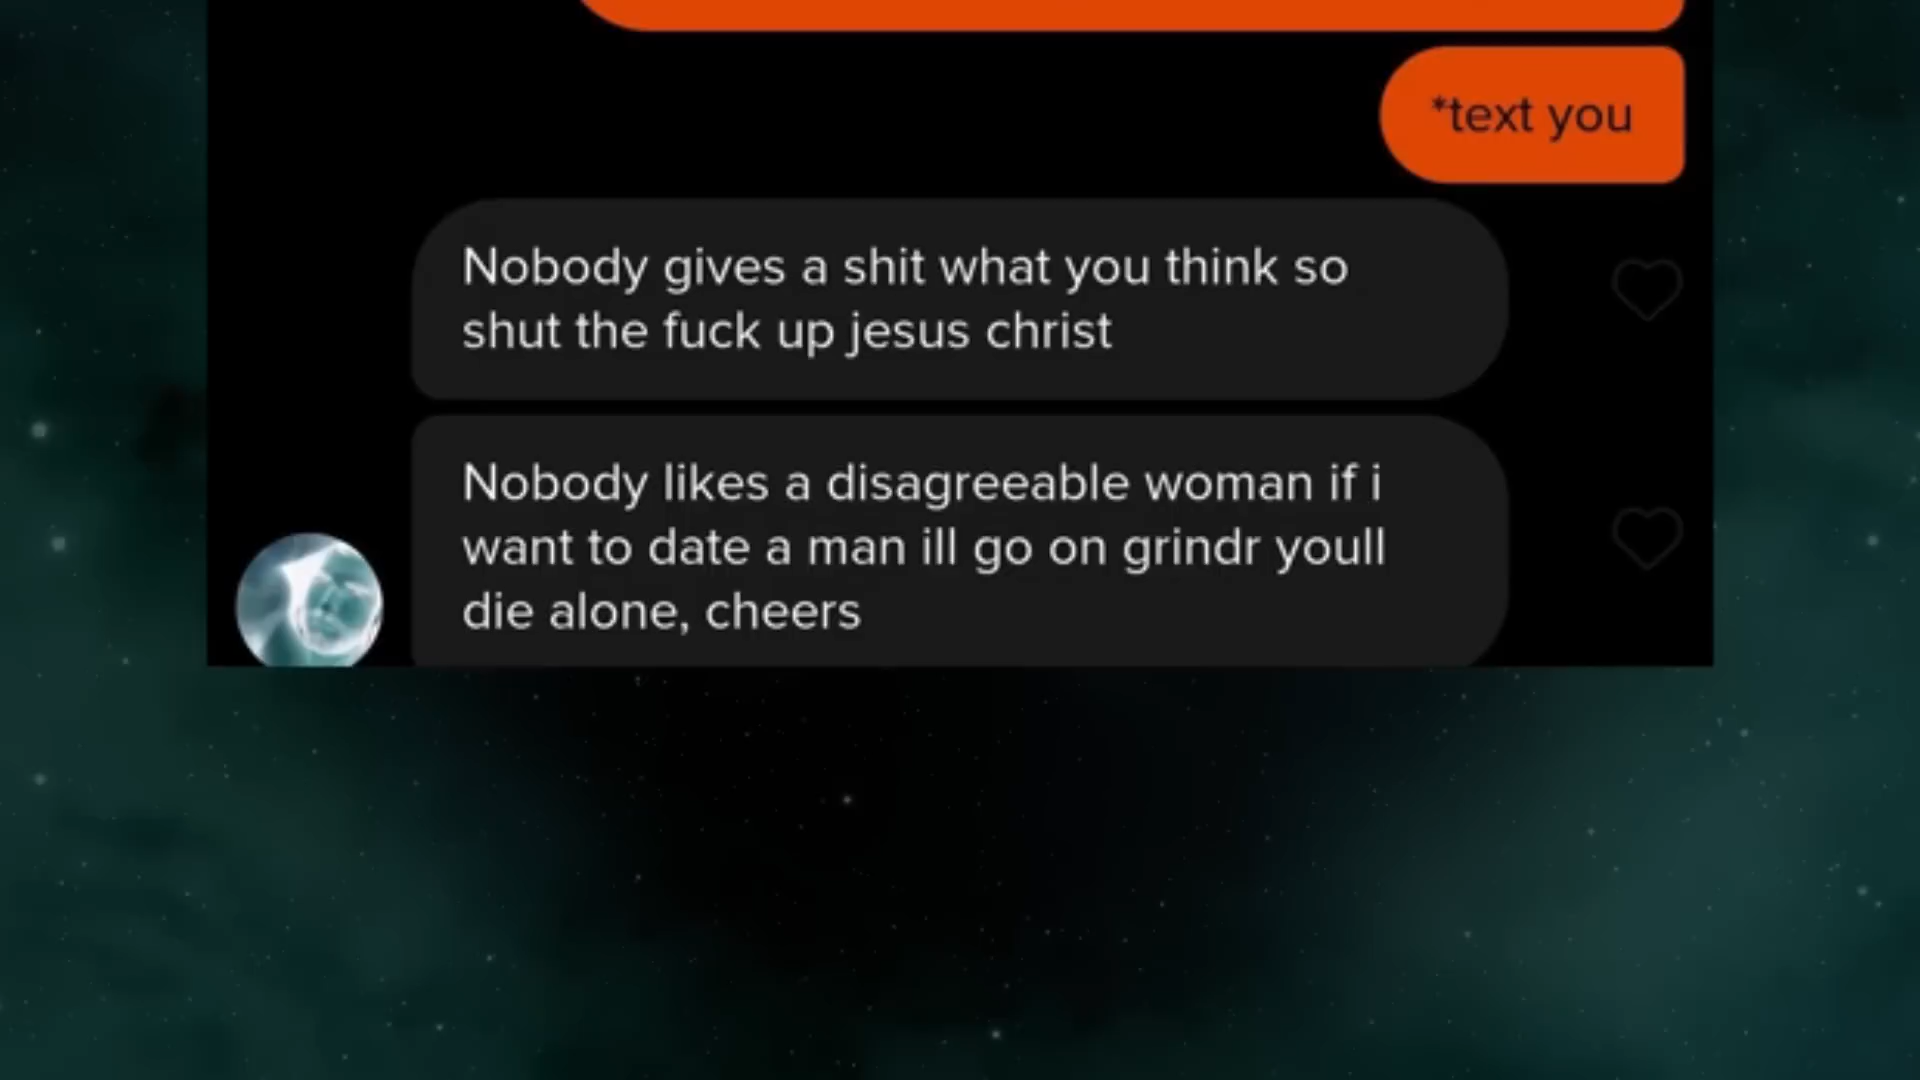 *text you
Nobody gives a shit what you think so
shut the fuck up jesus christ
Nobody likes a disagreeable woman if i
want to date a man ill go on grindr youll
die alone, cheers